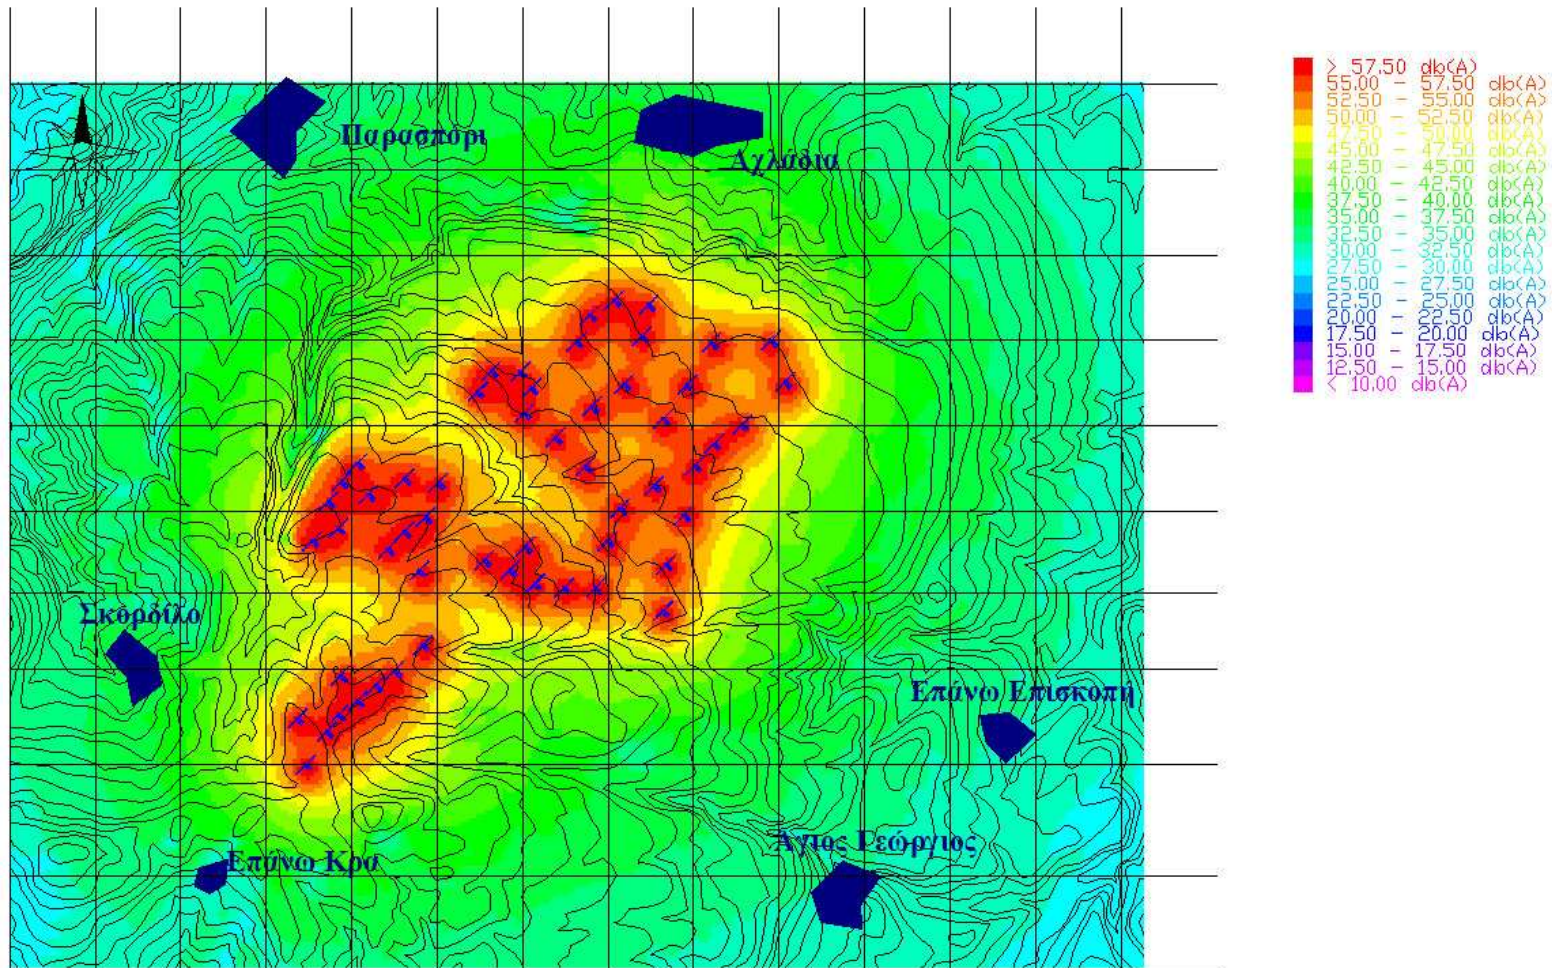 Παρασπόρι
Αχλάδια
Σκορδίλο
Επάνω Επισκοπή
Επάνω Κρα
Άγιος Γεώργιος
> 57.50 db(A)
55.00 - 57.50 db(A)
52.50 - 55.00 db(A)
50.00 - 52.50 db(A)
47.50 - 50.00 db(A)
45.00 - 47.50 db(A)
42.50 - 45.00 db(A)
40.00 - 42.50 db(A)
37.50 - 40.00 db(A)
35.00 - 37.50 db(A)
32.50 - 35.00 db(A)
30.00 - 32.50 db(A)
27.50 - 30.00 db(A)
25.00 - 27.50 db(A)
22.50 - 25.00 db(A)
20.00 - 22.50 db(A)
17.50 - 20.00 db(A)
15.00 - 17.50 db(A)
12.50 - 15.00 db(A)
< 10.00 db(A)